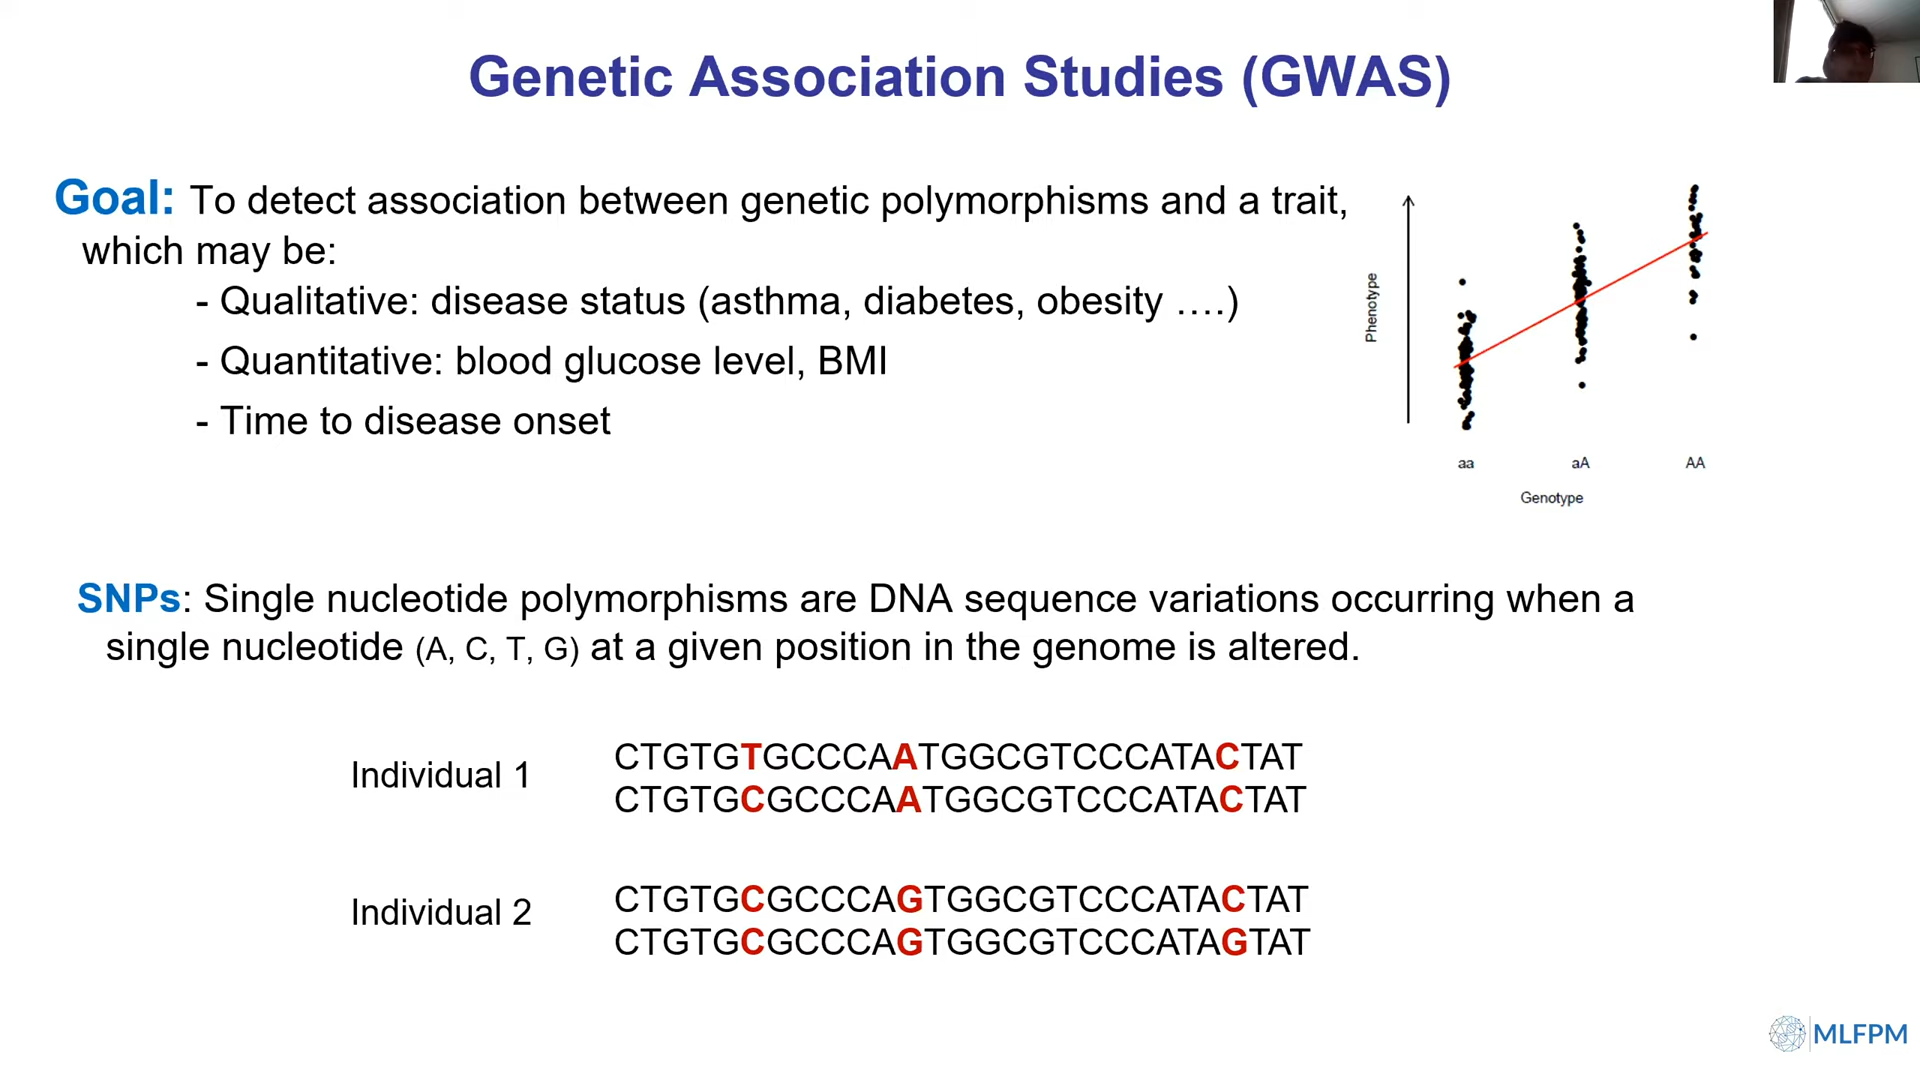 Genetic Association Studies (GWAS)
Goal: To detect association between genetic polymorphisms and a trait,
which may be:
- Qualitative: disease status (asthma, diabetes, obesity ....)
- Quantitative: blood glucose level, BMI
- Time to disease onset
Phenotype
aa aA AA
Genotype
SNPs: Single nucleotide polymorphisms are DNA sequence variations occurring when a
single nucleotide (A, C, T, G) at a given position in the genome is altered.
Individual 1
CTGTGTGCCCAATGGCGTCCCATACTAT
CTGTGCGCCCAATGGCGTCCCATACTAT
Individual 2
CTGTGCGCCCAGTGGCGTCCCATACTAT
CTGTGCGCCCAGTGGCGTCCCATAGTAT
MLFPM